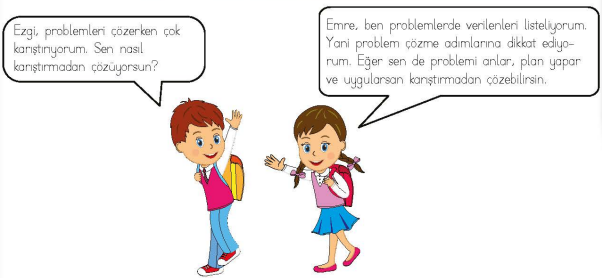 Ezgi, problemleri çözerken çok
karıştırıyorum. Sen nasıl
karıştırmadan çözüyorsun?
Emre, ben problemlerde verilenleri listeliyorum.
Yani problem çözme adımlarına dikkat ediyo-
rum. Eğer sen de problemi anlar, plan yapar
ve uygularsan karıştırmadan çözebilirsin.